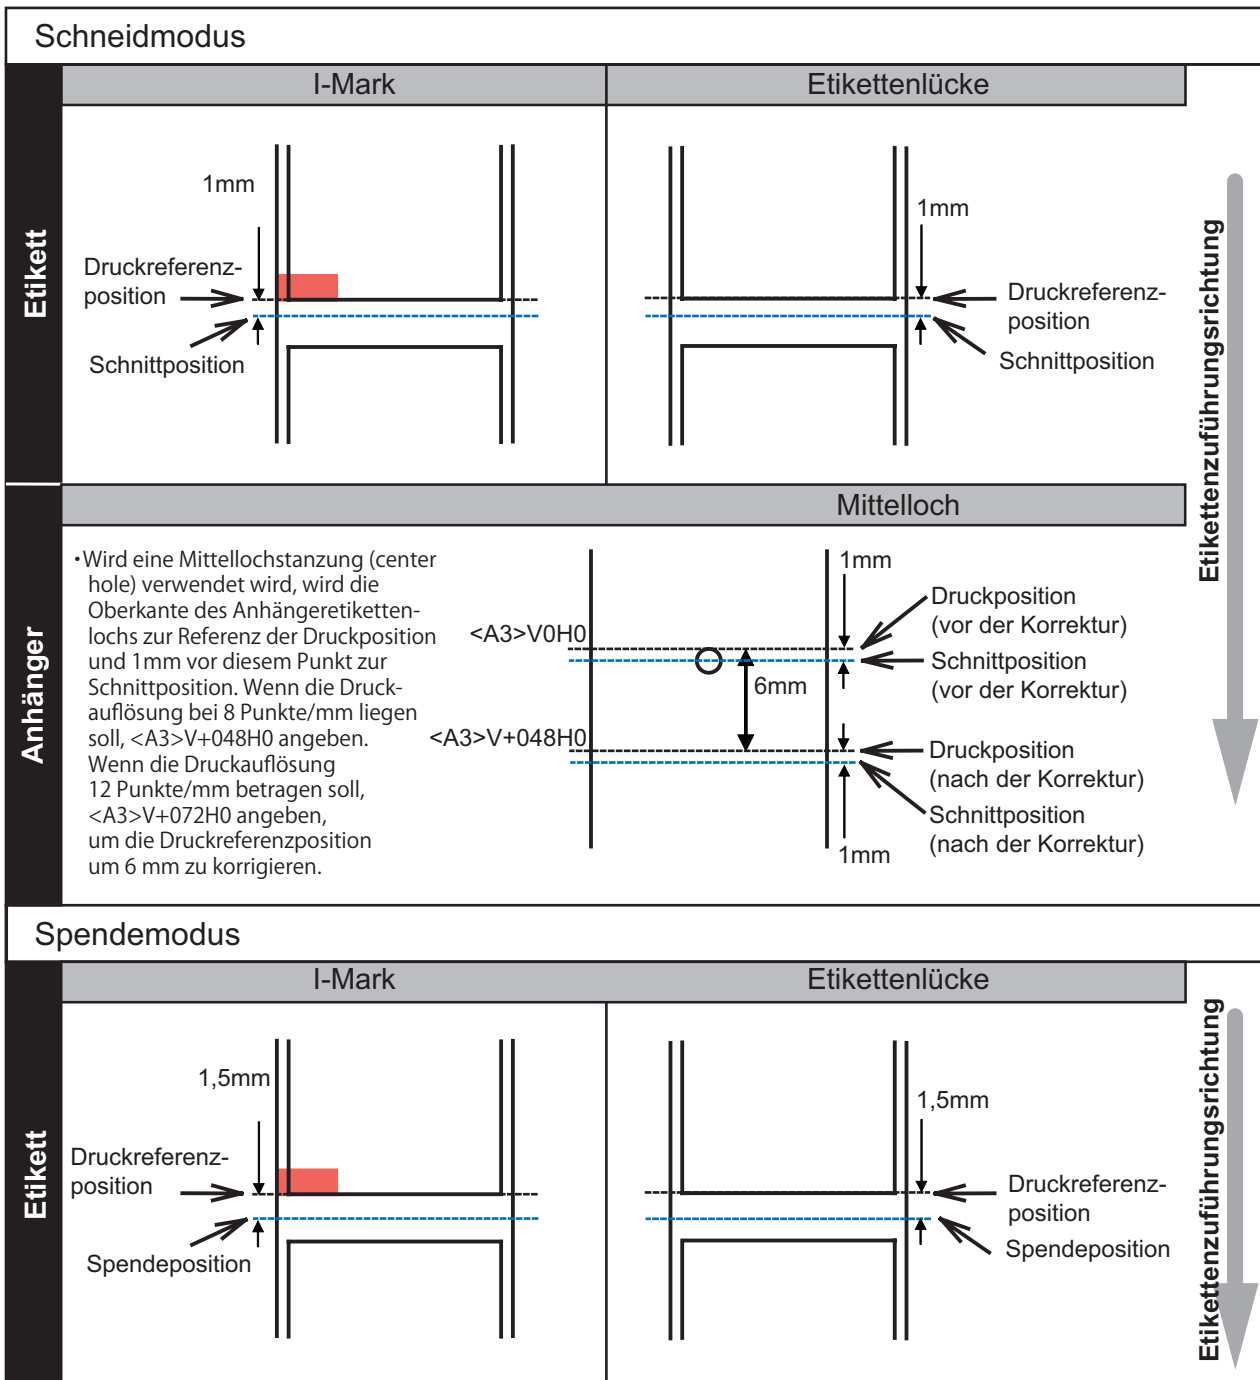 Schneidmodus
I-Mark
Etikettenlücke
Etikett
1mm
Druckreferenz-
position
Schnittposition
1mm
Druckreferenz-
position
Schnittposition
Etikettenzuführungsrichtung
Mittelloch
Anhänger
•Wird eine Mittellochstanzung (center
hole) verwendet wird, wird die
Oberkante des Anhängeretiketten-
lochs zur Referenz der Druckposition
und 1mm vor diesem Punkt zur
Schnittposition. Wenn die Druck-
auflösung bei 8 Punkte/mm liegen
soll, <A3>V+048H0 angeben.
Wenn die Druckauflösung
12 Punkte/mm betragen soll,
<A3>V+072H0 angeben,
um die Druckreferenzposition
um 6 mm zu korrigieren.
<A3>V0H0
<A3>V+048H0
6mm
1mm
Druckposition
(vor der Korrektur)
Schnittposition
(vor der Korrektur)
Druckposition
(nach der Korrektur)
Schnittposition
(nach der Korrektur)
1mm
Spendemodus
I-Mark
Etikettenlücke
Etikett
1,5mm
Druckreferenz-
position
Spendeposition
1,5mm
Druckreferenz-
position
Spendeposition
Etikettenzuführungsrichtung